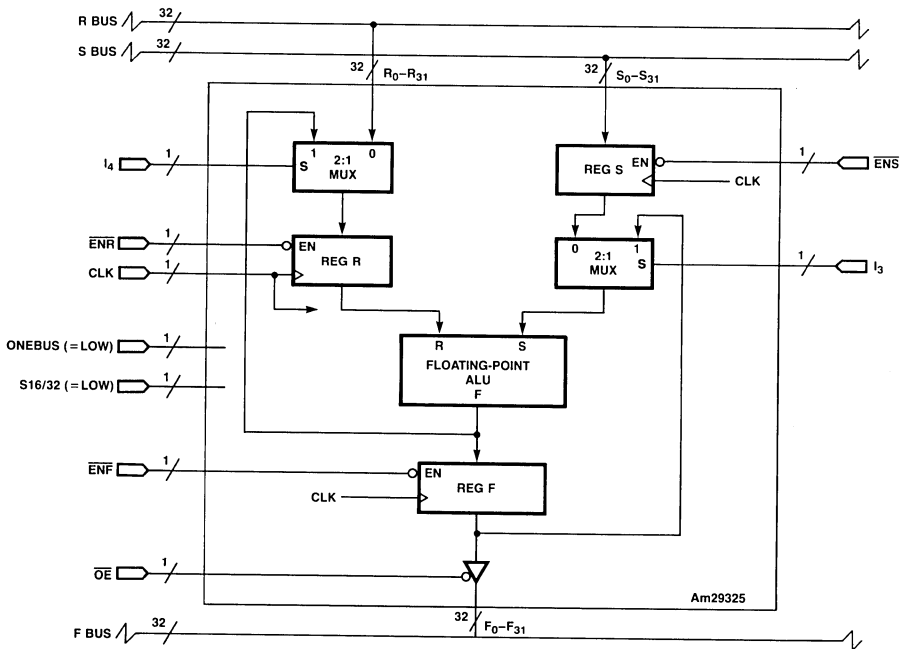 R BUS 32
S BUS 32
32 R0–R31
32 S0–S31
I4 1
S 1 2:1 MUX 0
REG S EN
1 ENS
CLK
ENR 1
EN
REG R
CLK 1
0 2:1 MUX 1 S
1 I3
ONEBUS (=LOW) 1
S16/32 (=LOW) 1
R S
FLOATING-POINT
ALU
F
ENF 1
EN
REG F
CLK
OE 1
Am29325
F BUS 32
32 F0–F31